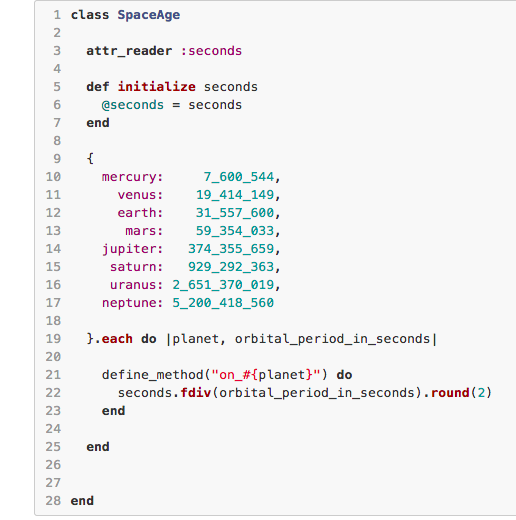 1 class SpaceAge
2
3   attr_reader :seconds
4
5   def initialize seconds
6     @seconds = seconds
7   end
8
9   {
10     mercury:     7_600_544,
11       venus:    19_414_149,
12       earth:    31_557_600,
13        mars:    59_354_033,
14     jupiter:   374_355_659,
15      saturn:   929_292_363,
16      uranus: 2_651_370_019,
17     neptune: 5_200_418_560
18
19   }.each do |planet, orbital_period_in_seconds|
20
21     define_method("on_#{planet}") do
22       seconds.fdiv(orbital_period_in_seconds).round(2)
23     end
24
25   end
26
27
28 end